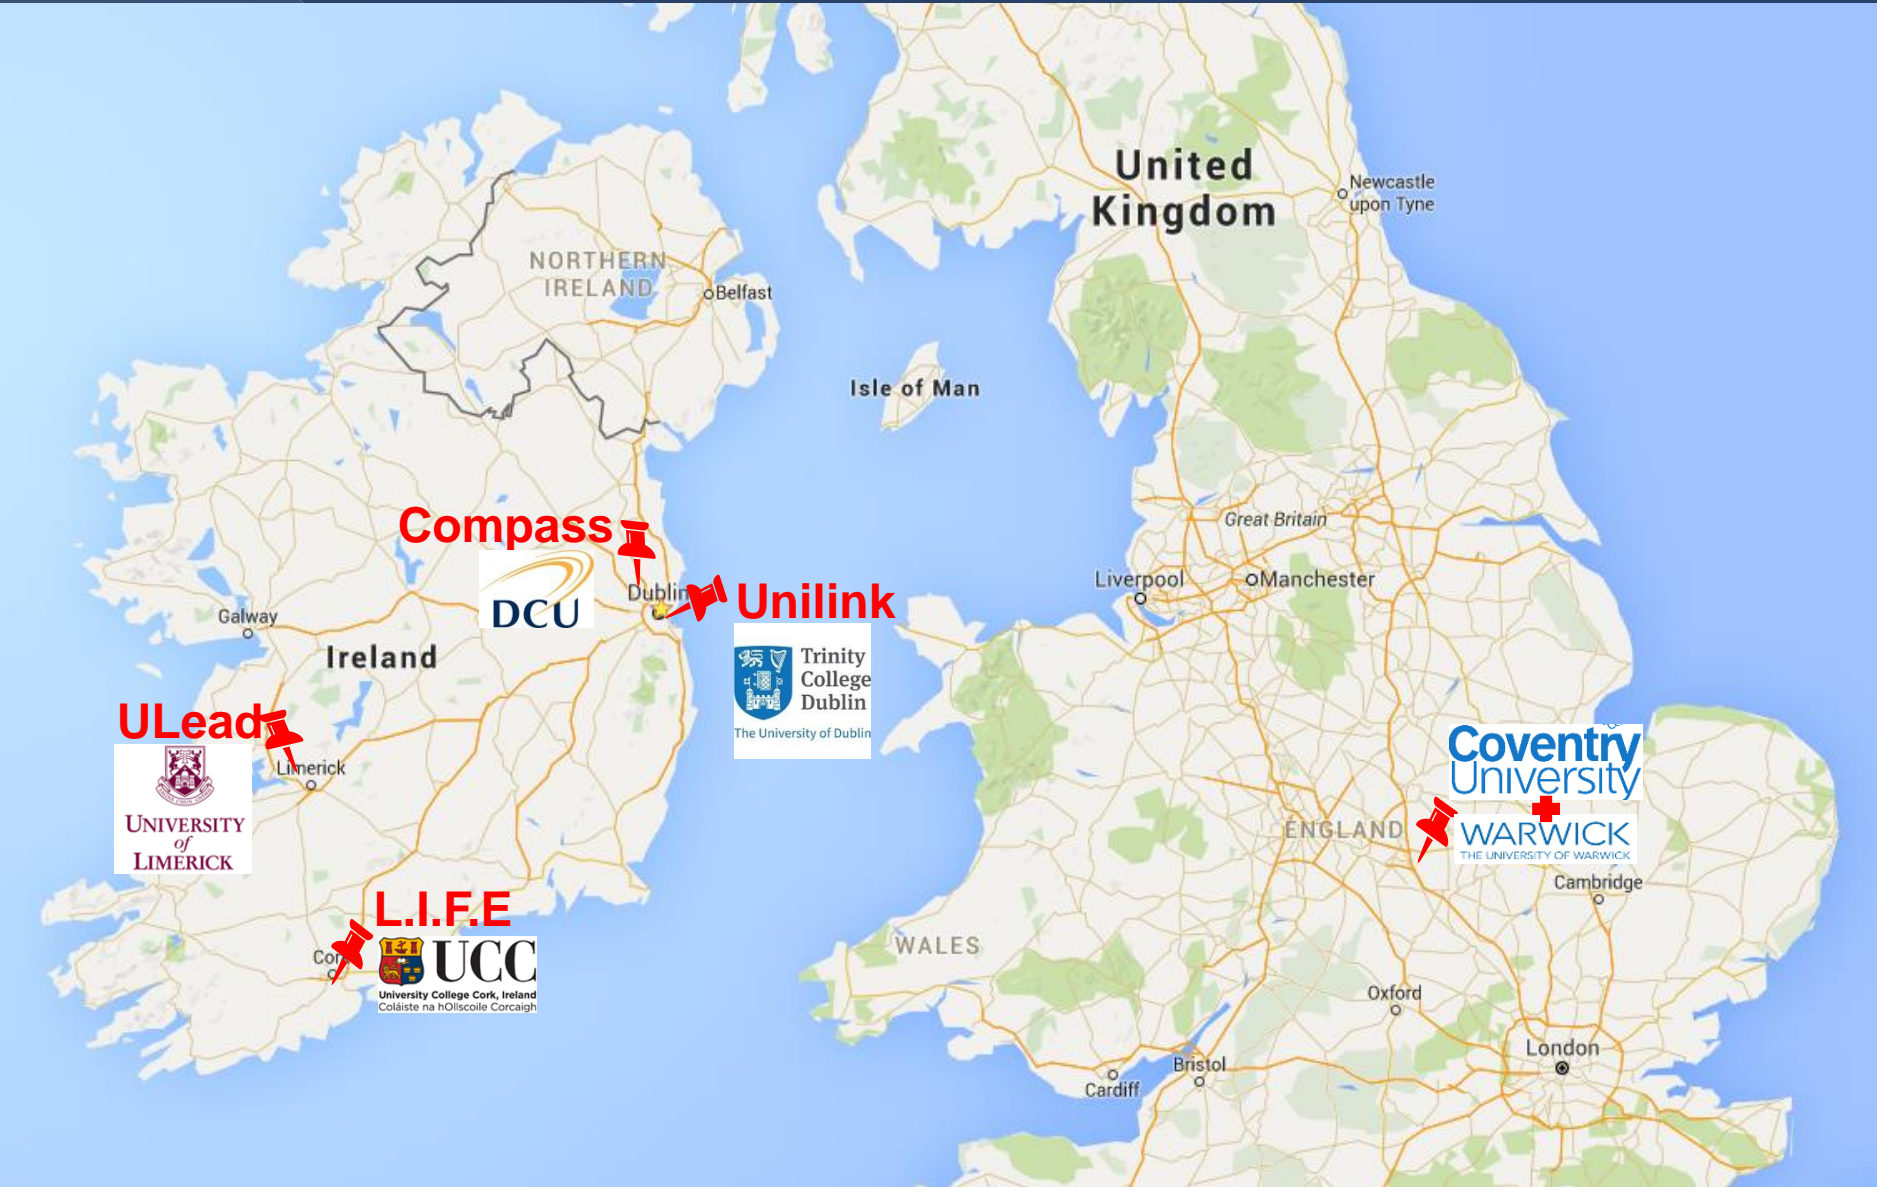 United
Kingdom
Newcastle
upon Tyne
NORTHERN
IRELAND
Belfast
Isle of Man
Compass
DCU
Dublin
Unilink
Trinity
College
Dublin
The University of Dublin
Great Britain
Liverpool
Manchester
Galway
Ireland
ULead
UNIVERSITY
of
LIMERICK
Limerick
Coventry
University
WARWICK
THE UNIVERSITY OF WARWICK
ENGLAND
Cambridge
L.I.F.E
UCC
University College Cork, Ireland
Coláiste na hOllscoile Corcaigh
WALES
Oxford
London
Bristol
Cardiff